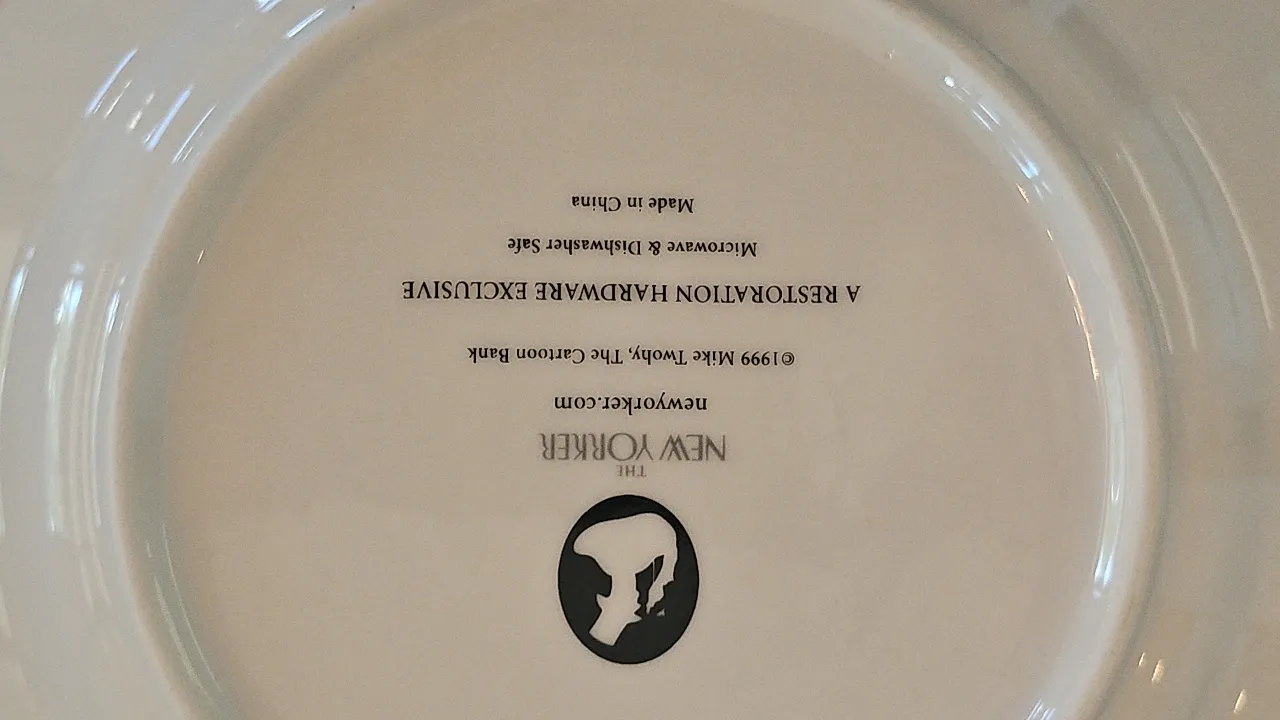 THE
NEW YORKER
newyorker.com
©1999 Mike Twohy, The Cartoon Bank
A RESTORATION HARDWARE EXCLUSIVE
Microwave & Dishwasher Safe
Made in China